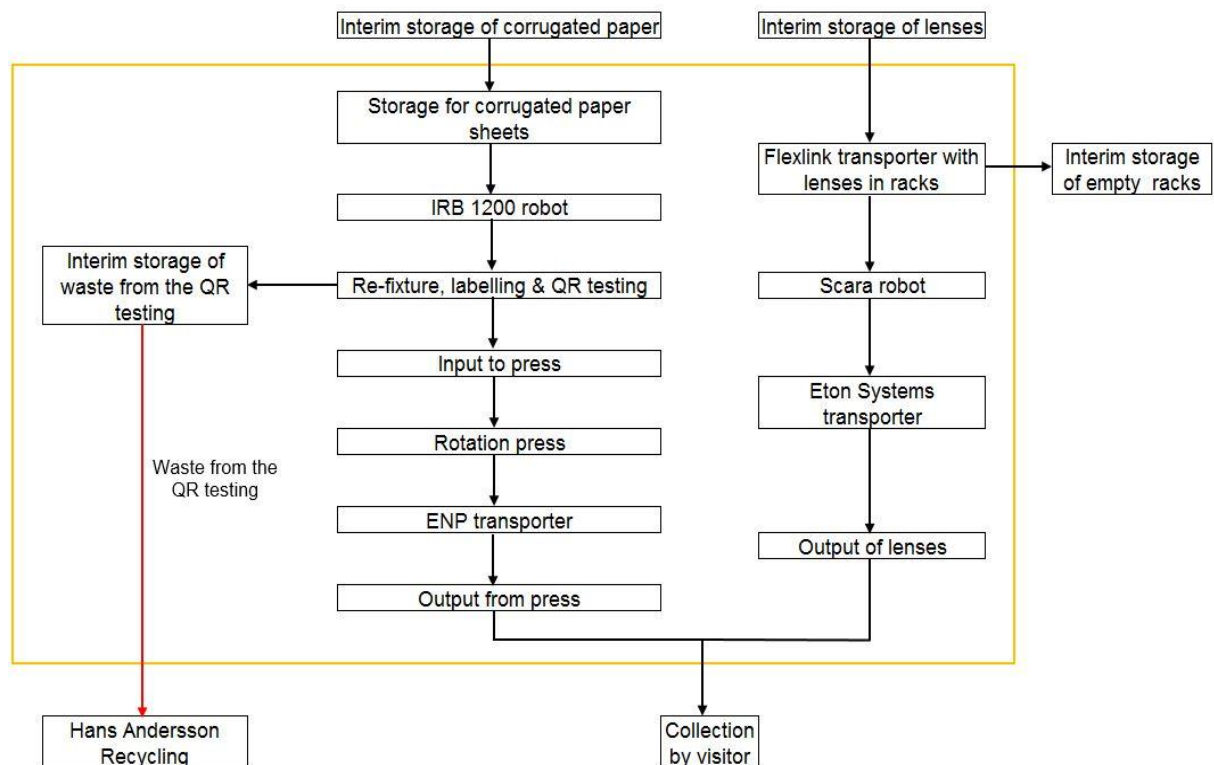 Interim storage of corrugated paper
Interim storage of lenses
Storage for corrugated paper
sheets
Flexlink transporter with
lenses in racks
Interim storage
of empty racks
IRB 1200 robot
Interim storage of
waste from the QR
testing
Re-fixture, labelling & QR testing
Scara robot
Input to press
Eton Systems
transporter
Rotation press
Waste from the
QR testing
ENP transporter
Output of lenses
Output from press
Hans Andersson
Recycling
Collection
by visitor